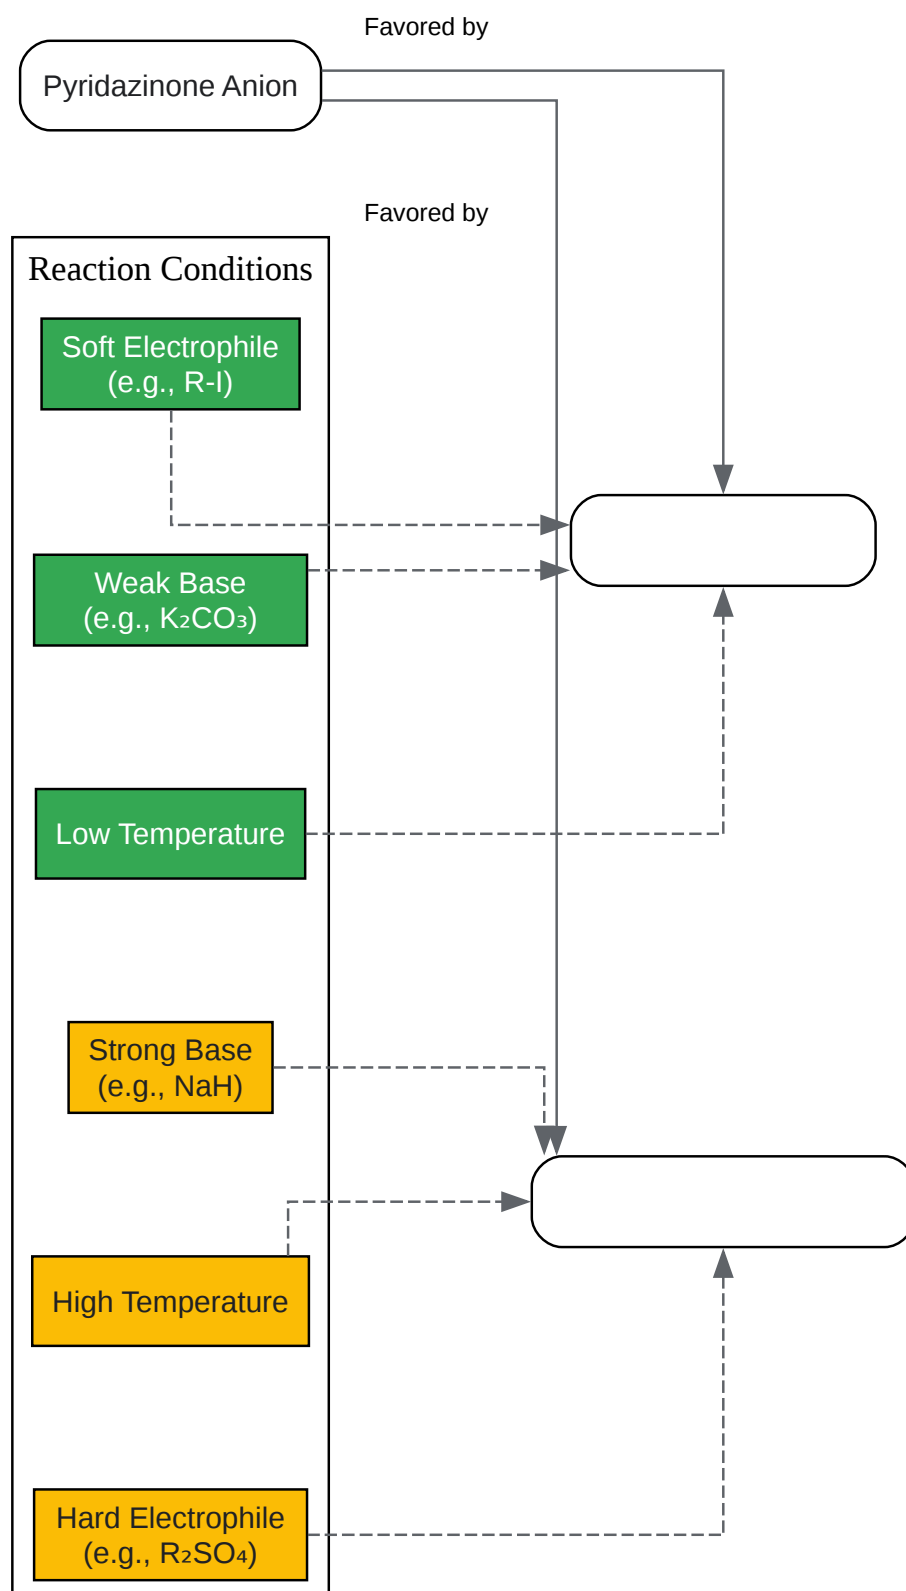 Favored by
Pyridazinone Anion
Favored by
Reaction Conditions
Soft Electrophile
(e.g., R-I)
Weak Base
(e.g., K₂CO₃)
Low Temperature
Strong Base
(e.g., NaH)
High Temperature
Hard Electrophile
(e.g., R₂SO₄)